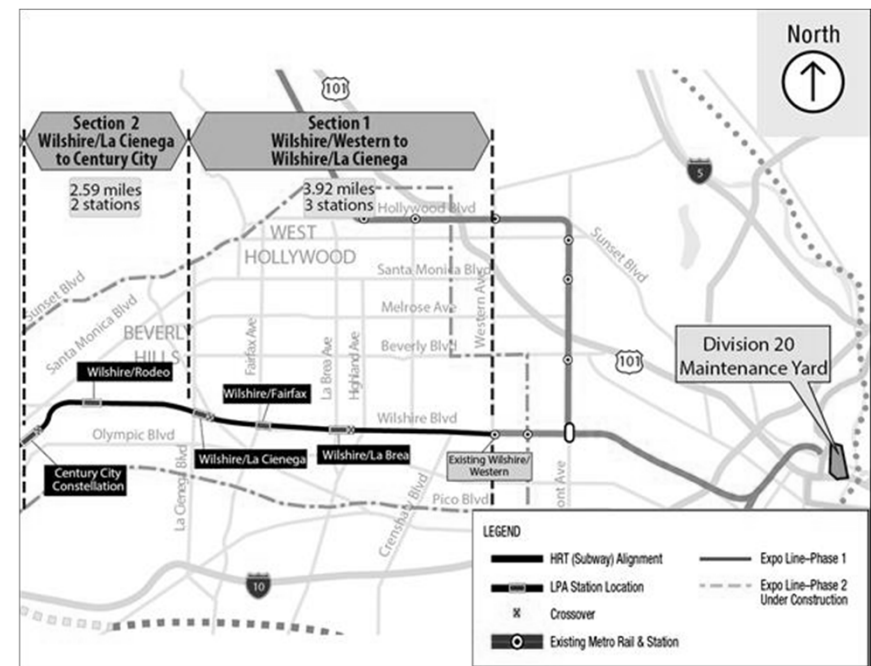 North
101
Section 2
Wilshire/La Cienega
to Century City
Section 1
Wilshire/Western to
Wilshire/La Cienega
5
2.59 miles
2 stations
3.92 miles
3 stations
Hollywood Blvd
WEST
HOLLYWOOD
Sunset Blvd
Sunset Blvd
Santa Monica Blvd
Santa Monica Blvd
Melrose Ave
Western Ave
BEVERLY
HILLS
Fairfax Ave
La Brea Ave
Highland Ave
Beverly Blvd
101
Division 20
Maintenance Yard
Wilshire/Rodeo
Wilshire/Fairfax
Wilshire Blvd
Olympic Blvd
Wilshire/La Cienega
Wilshire/La Brea
Existing Wilshire/
Western
Century City
Constellation
La Cienega Blvd
Crenshaw Blvd
Pico Blvd
ont Ave
10
LEGEND
HRT (Subway) Alignment
LPA Station Location
Crossover
Existing Metro Rail & Station
Expo Line–Phase 1
Expo Line–Phase 2
Under Construction